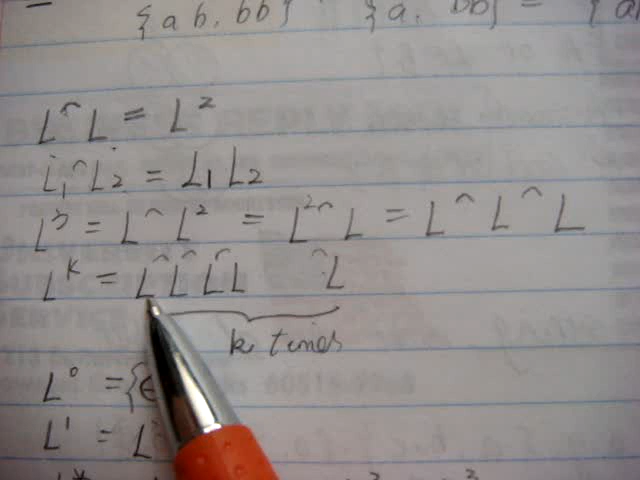 {ab, bb} {a, bb} = {a
L⌢L = L²
L₁⌢L₂ = L₁L₂
L³ = L⌢L² = L²⌢L = L⌢L⌢L
Lᵏ = L⌢L⌢L⌢L ⌢L
k times
L⁰ = {ϵ
L¹ = L